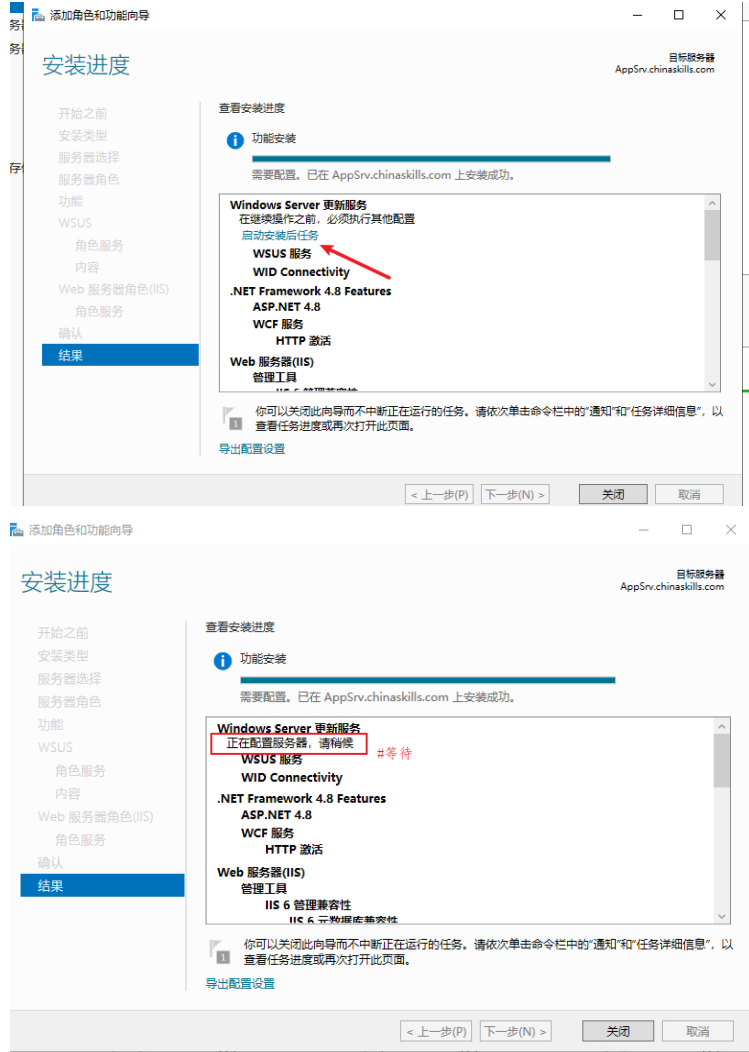 添加角色和功能向导
安装进度
目标服务器
AppSrv.chinaskills.com
开始之前
安装类型
服务器选择
服务器角色
功能
WSUS
角色服务
内容
Web 服务器角色(IIS)
角色服务
确认
结果
查看安装进度
功能安装
需要配置。已在 AppSrv.chinaskills.com 上安装成功。
Windows Server 更新服务
在继续操作之前，必须执行其他配置
启动安装后任务
WSUS 服务
WID Connectivity
.NET Framework 4.8 Features
ASP.NET 4.8
WCF 服务
HTTP 激活
Web 服务器(IIS)
管理工具
IIS 6 管理兼容性
1
你可以关闭此向导而不中断正在运行的任务。请依次单击命令栏中的“通知”和“任务详细信息”，以
查看任务进度或再次打开此页面。
导出配置设置
< 上一步(P) 下一步(N) > 关闭 取消
添加角色和功能向导
安装进度
目标服务器
AppSrv.chinaskills.com
开始之前
安装类型
服务器选择
服务器角色
功能
WSUS
角色服务
内容
Web 服务器角色(IIS)
角色服务
确认
结果
查看安装进度
功能安装
需要配置。已在 AppSrv.chinaskills.com 上安装成功。
Windows Server 更新服务
正在配置服务器，请稍候
#等待
WSUS 服务
WID Connectivity
.NET Framework 4.8 Features
ASP.NET 4.8
WCF 服务
HTTP 激活
Web 服务器(IIS)
管理工具
IIS 6 管理兼容性
IIS 6 元数据库兼容性
1
你可以关闭此向导而不中断正在运行的任务。请依次单击命令栏中的“通知”和“任务详细信息”，以
查看任务进度或再次打开此页面。
导出配置设置
< 上一步(P) 下一步(N) > 关闭 取消